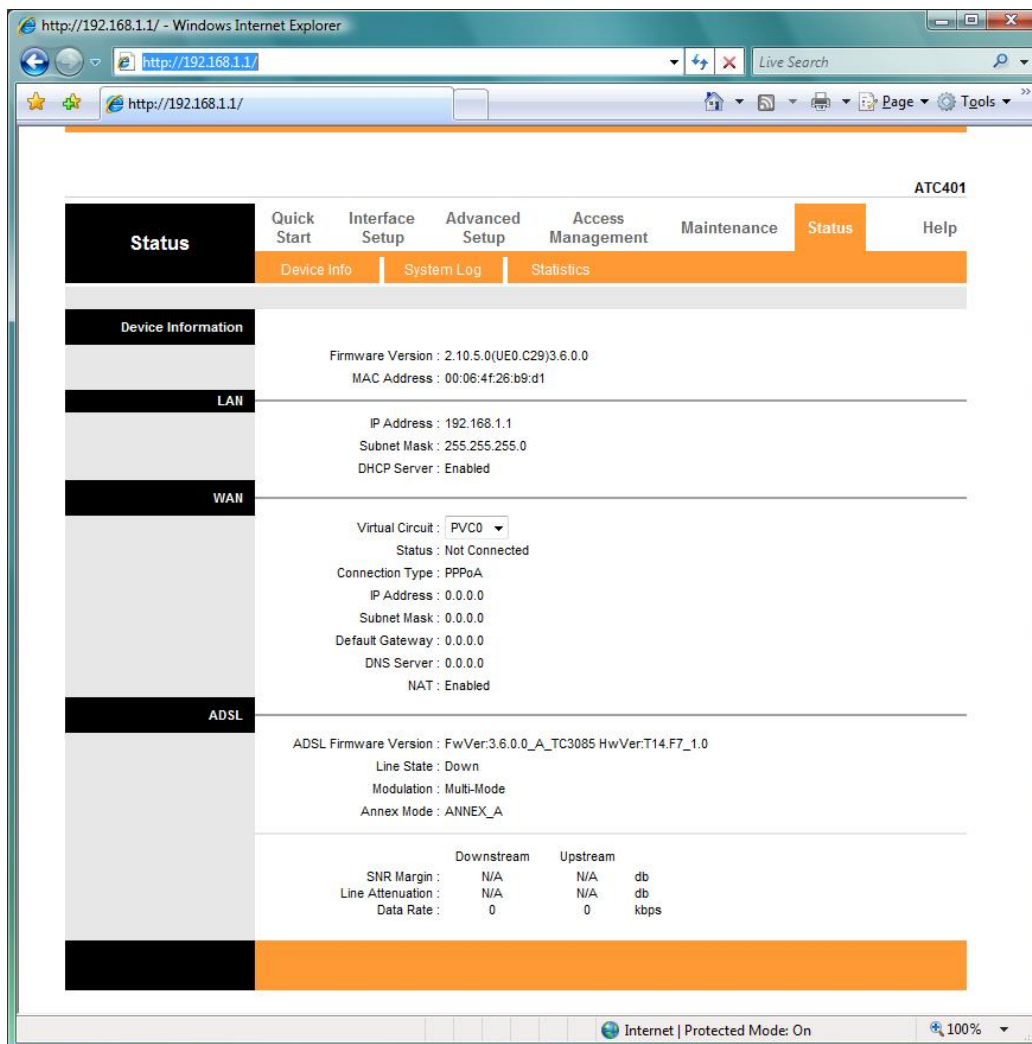 http://192.168.1.1/ - Windows Internet Explorer
http://192.168.1.1/
Live Search
http://192.168.1.1/
Page
Tools
ATC401
Status
Quick Start
Interface Setup
Advanced Setup
Access Management
Maintenance
Status
Help
Device Info
System Log
Statistics
Device Information
Firmware Version : 2.10.5.0(UE0.C29)3.6.0.0
MAC Address : 00:06:4f:26:b9:d1
LAN
IP Address : 192.168.1.1
Subnet Mask : 255.255.255.0
DHCP Server : Enabled
WAN
Virtual Circuit : PVC0
Status : Not Connected
Connection Type : PPPoA
IP Address : 0.0.0.0
Subnet Mask : 0.0.0.0
Default Gateway : 0.0.0.0
DNS Server : 0.0.0.0
NAT : Enabled
ADSL
ADSL Firmware Version : FwVer:3.6.0.0_A_TC3085 HwVer:T14.F7_1.0
Line State : Down
Modulation : Multi-Mode
Annex Mode : ANNEX_A
Downstream Upstream
SNR Margin : N/A N/A db
Line Attenuation : N/A N/A db
Data Rate : 0 0 kbps
Internet | Protected Mode: On
100%